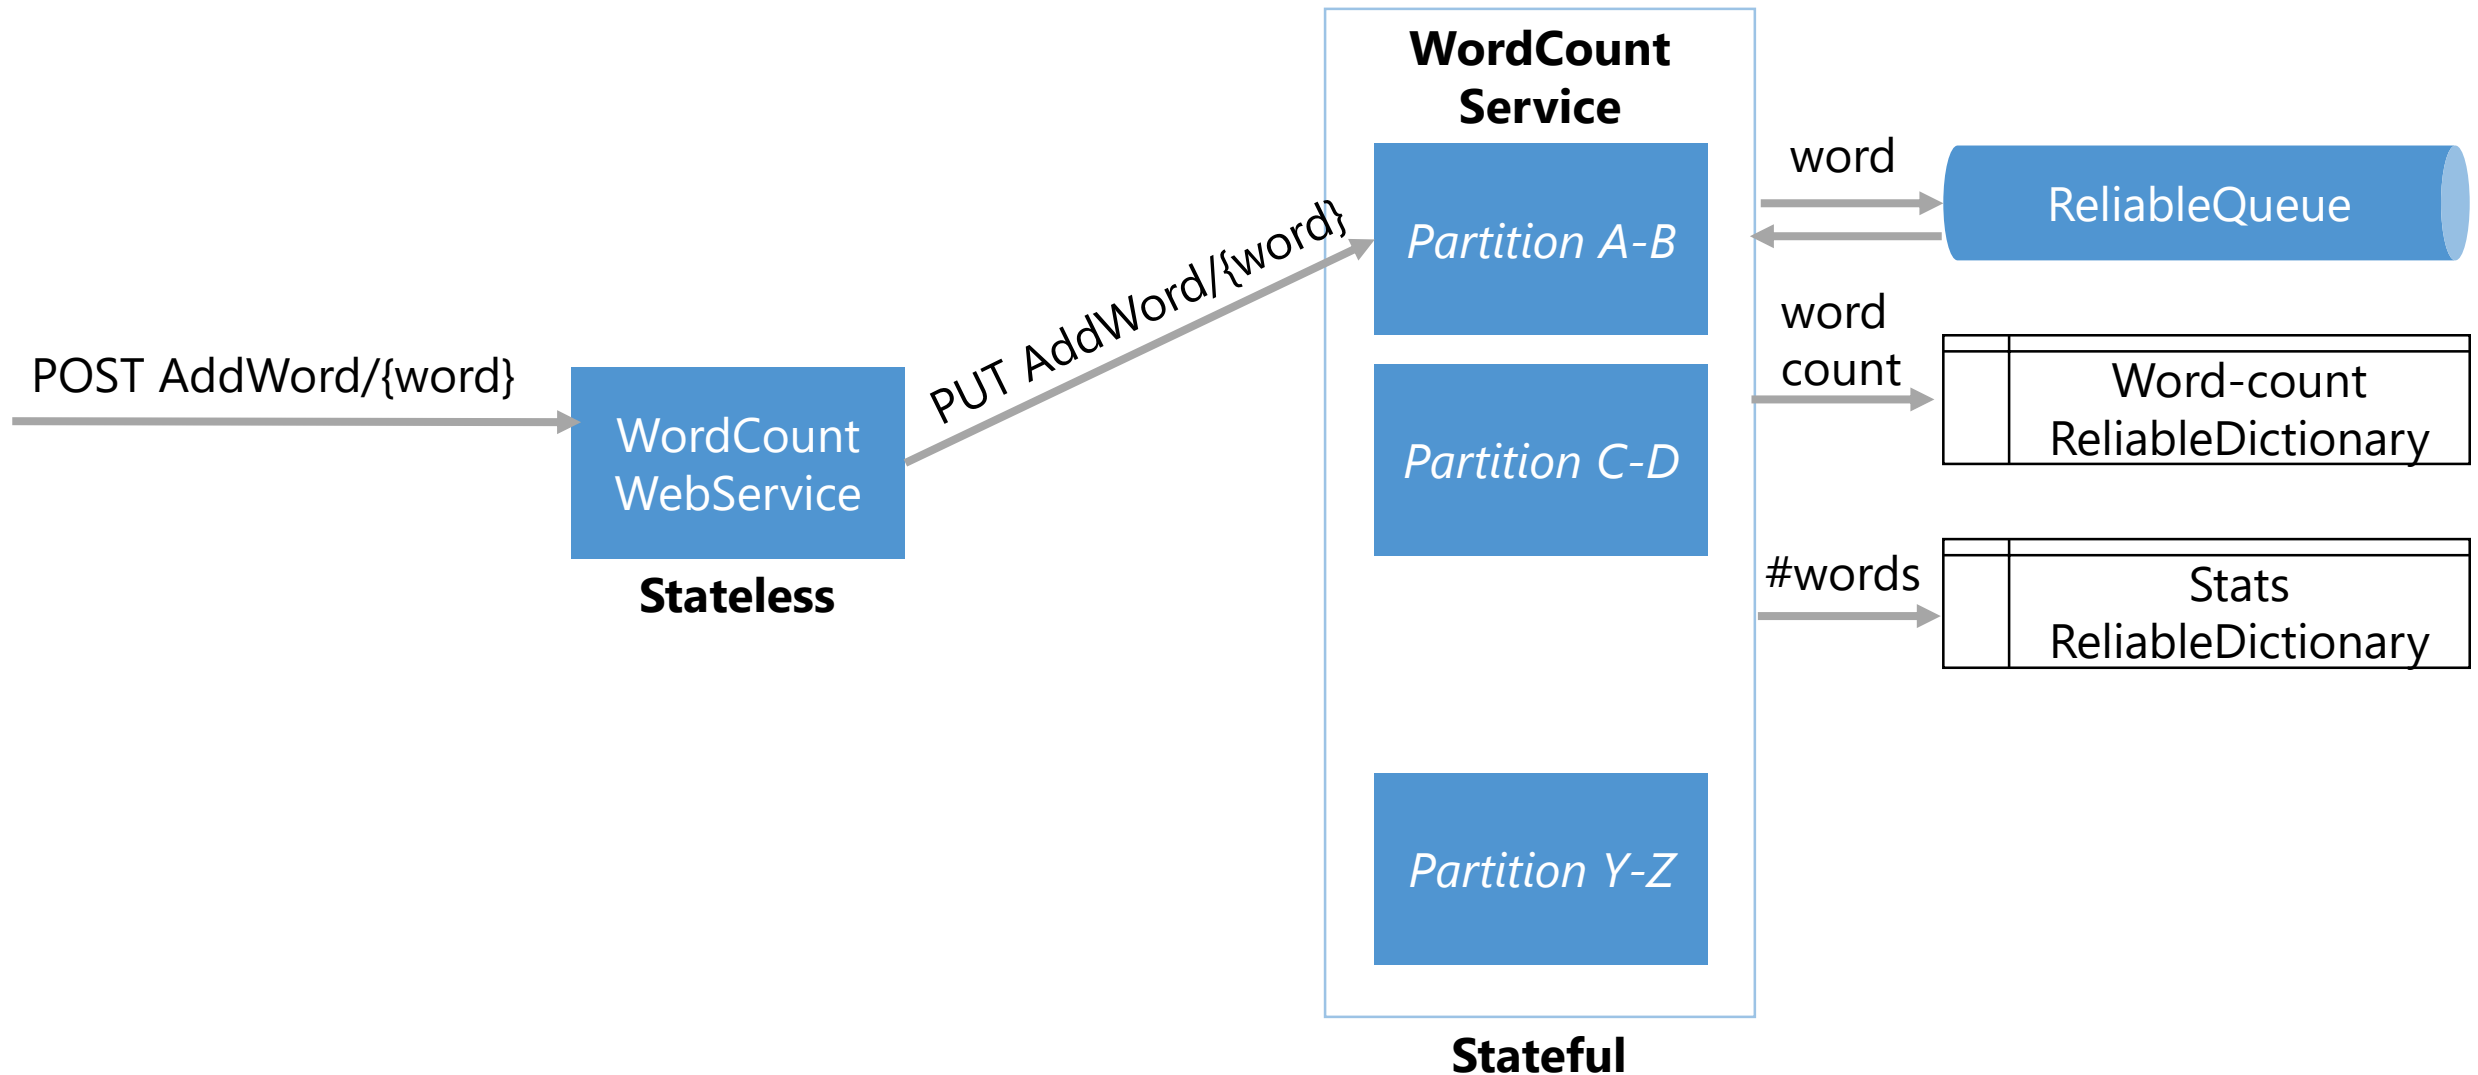 POST AddWord/{word}
WordCount
WebService
Stateless
PUT AddWord/{word}
WordCount
Service
Partition A-B
Partition C-D
Partition Y-Z
Stateful
word
ReliableQueue
word
count
Word-count
ReliableDictionary
#words
Stats
ReliableDictionary